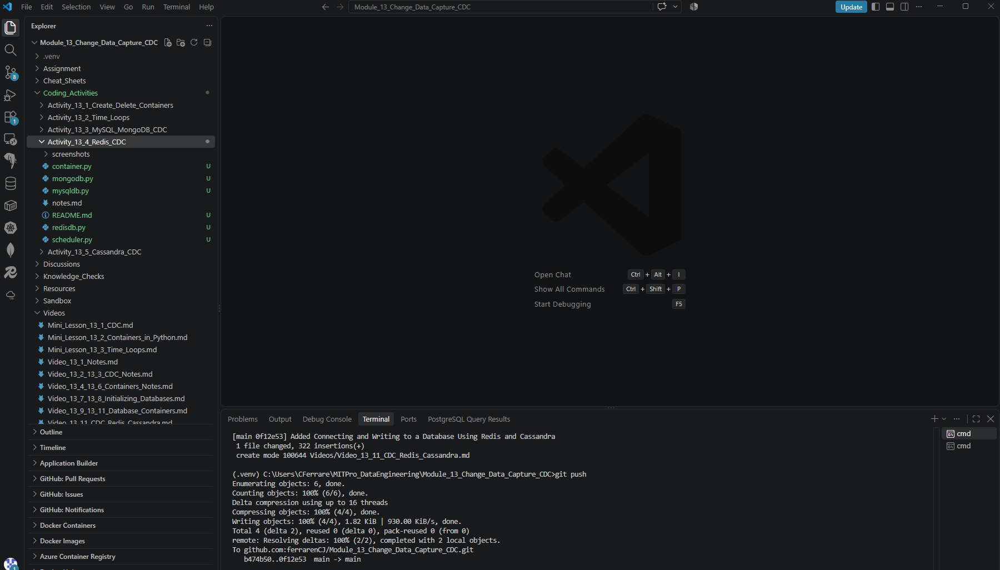 File Edit Selection View Go Run Terminal Help
Module_13_Change_Data_Capture_CDC
Update
Explorer
Module_13_Change_Data_Capture_CDC
.venv
Assignment
Cheat_Sheets
Coding_Activities
Activity_13_1_Create_Delete_Containers
Activity_13_2_Time_Loops
Activity_13_3_MySQL_MongoDB_CDC
Activity_13_4_Redis_CDC
screenshots
container.py U
mongodb.py U
mysqldb.py U
notes.md
README.md U
redisdb.py U
scheduler.py U
Activity_13_5_Cassandra_CDC
Discussions
Knowledge_Checks
Resources
Sandbox
Videos
Mini_Lesson_13_1_CDC.md
Mini_Lesson_13_2_Containers_in_Python.md
Mini_Lesson_13_3_Time_Loops.md
Video_13_1_Notes.md
Video_13_2_13_3_CDC_Notes.md
Video_13_4_13_6_Containers_Notes.md
Video_13_7_13_8_Initializing_Databases.md
Video_13_9_13_11_Database_Containers.md
Video_13_11_CDC_Redis_Cassandra.md
Outline
Timeline
Application Builder
GitHub: Pull Requests
GitHub: Issues
GitHub: Notifications
Docker Containers
Docker Images
Azure Container Registry
8
1
1
Open Chat Ctrl + Alt + I
Show All Commands Ctrl + Shift + P
Start Debugging F5
Problems Output Debug Console Terminal Ports PostgreSQL Query Results
[main 0f12e53] Added Connecting and Writing to a Database Using Redis and Cassandra
1 file changed, 322 insertions(+)
create mode 100644 Videos/Video_13_11_CDC_Redis_Cassandra.md
(.venv) C:\Users\CFerrare\MITPro_DataEngineering\Module_13_Change_Data_Capture_CDC>git push
Enumerating objects: 6, done.
Counting objects: 100% (6/6), done.
Delta compression using up to 16 threads
Compressing objects: 100% (4/4), done.
Writing objects: 100% (4/4), 1.82 KiB | 930.00 KiB/s, done.
Total 4 (delta 2), reused 0 (delta 0), pack-reused 0 (from 0)
remote: Resolving deltas: 100% (2/2), completed with 2 local objects.
To github.com:ferrarenCJ/Module_13_Change_Data_Capture_CDC.git
b474b50..0f12e53 main -> main
cmd
cmd